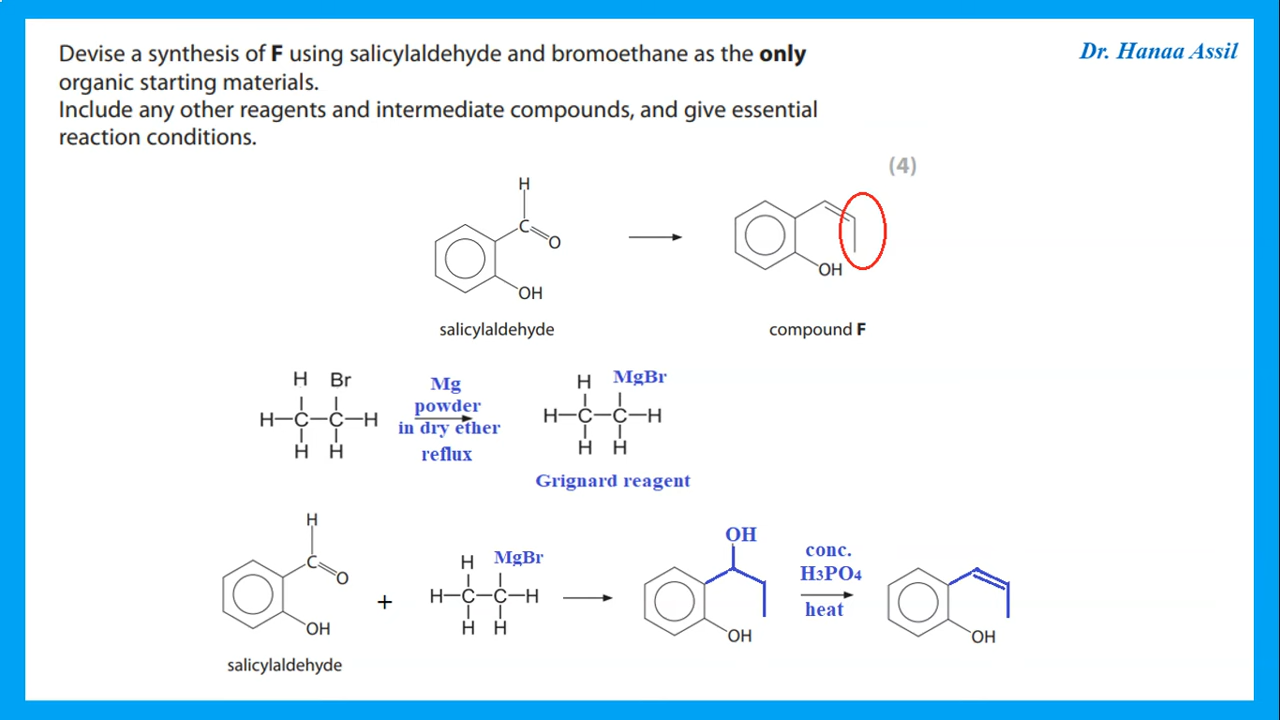 Devise a synthesis of F using salicylaldehyde and bromoethane as the only
organic starting materials.
Include any other reagents and intermediate compounds, and give essential
reaction conditions.
Dr. Hanaa Assil
(4)
H
C
O
OH
salicylaldehyde
OH
compound F
H Br
H C C H
H H
Mg
powder
in dry ether
reflux
H MgBr
H C C H
H H
Grignard reagent
H
C
O
OH
salicylaldehyde
+
H MgBr
H C C H
H H
OH
OH
conc.
H3PO4
heat
OH